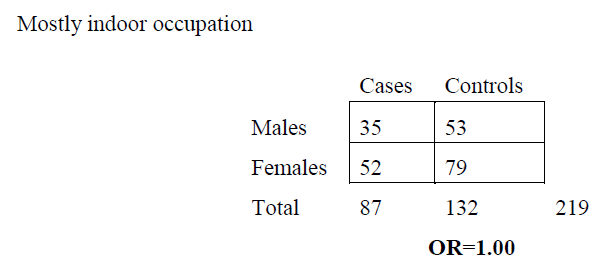 Mostly indoor occupation
Cases Controls
Males 35 53
Females 52 79
Total 87 132 219
OR=1.00